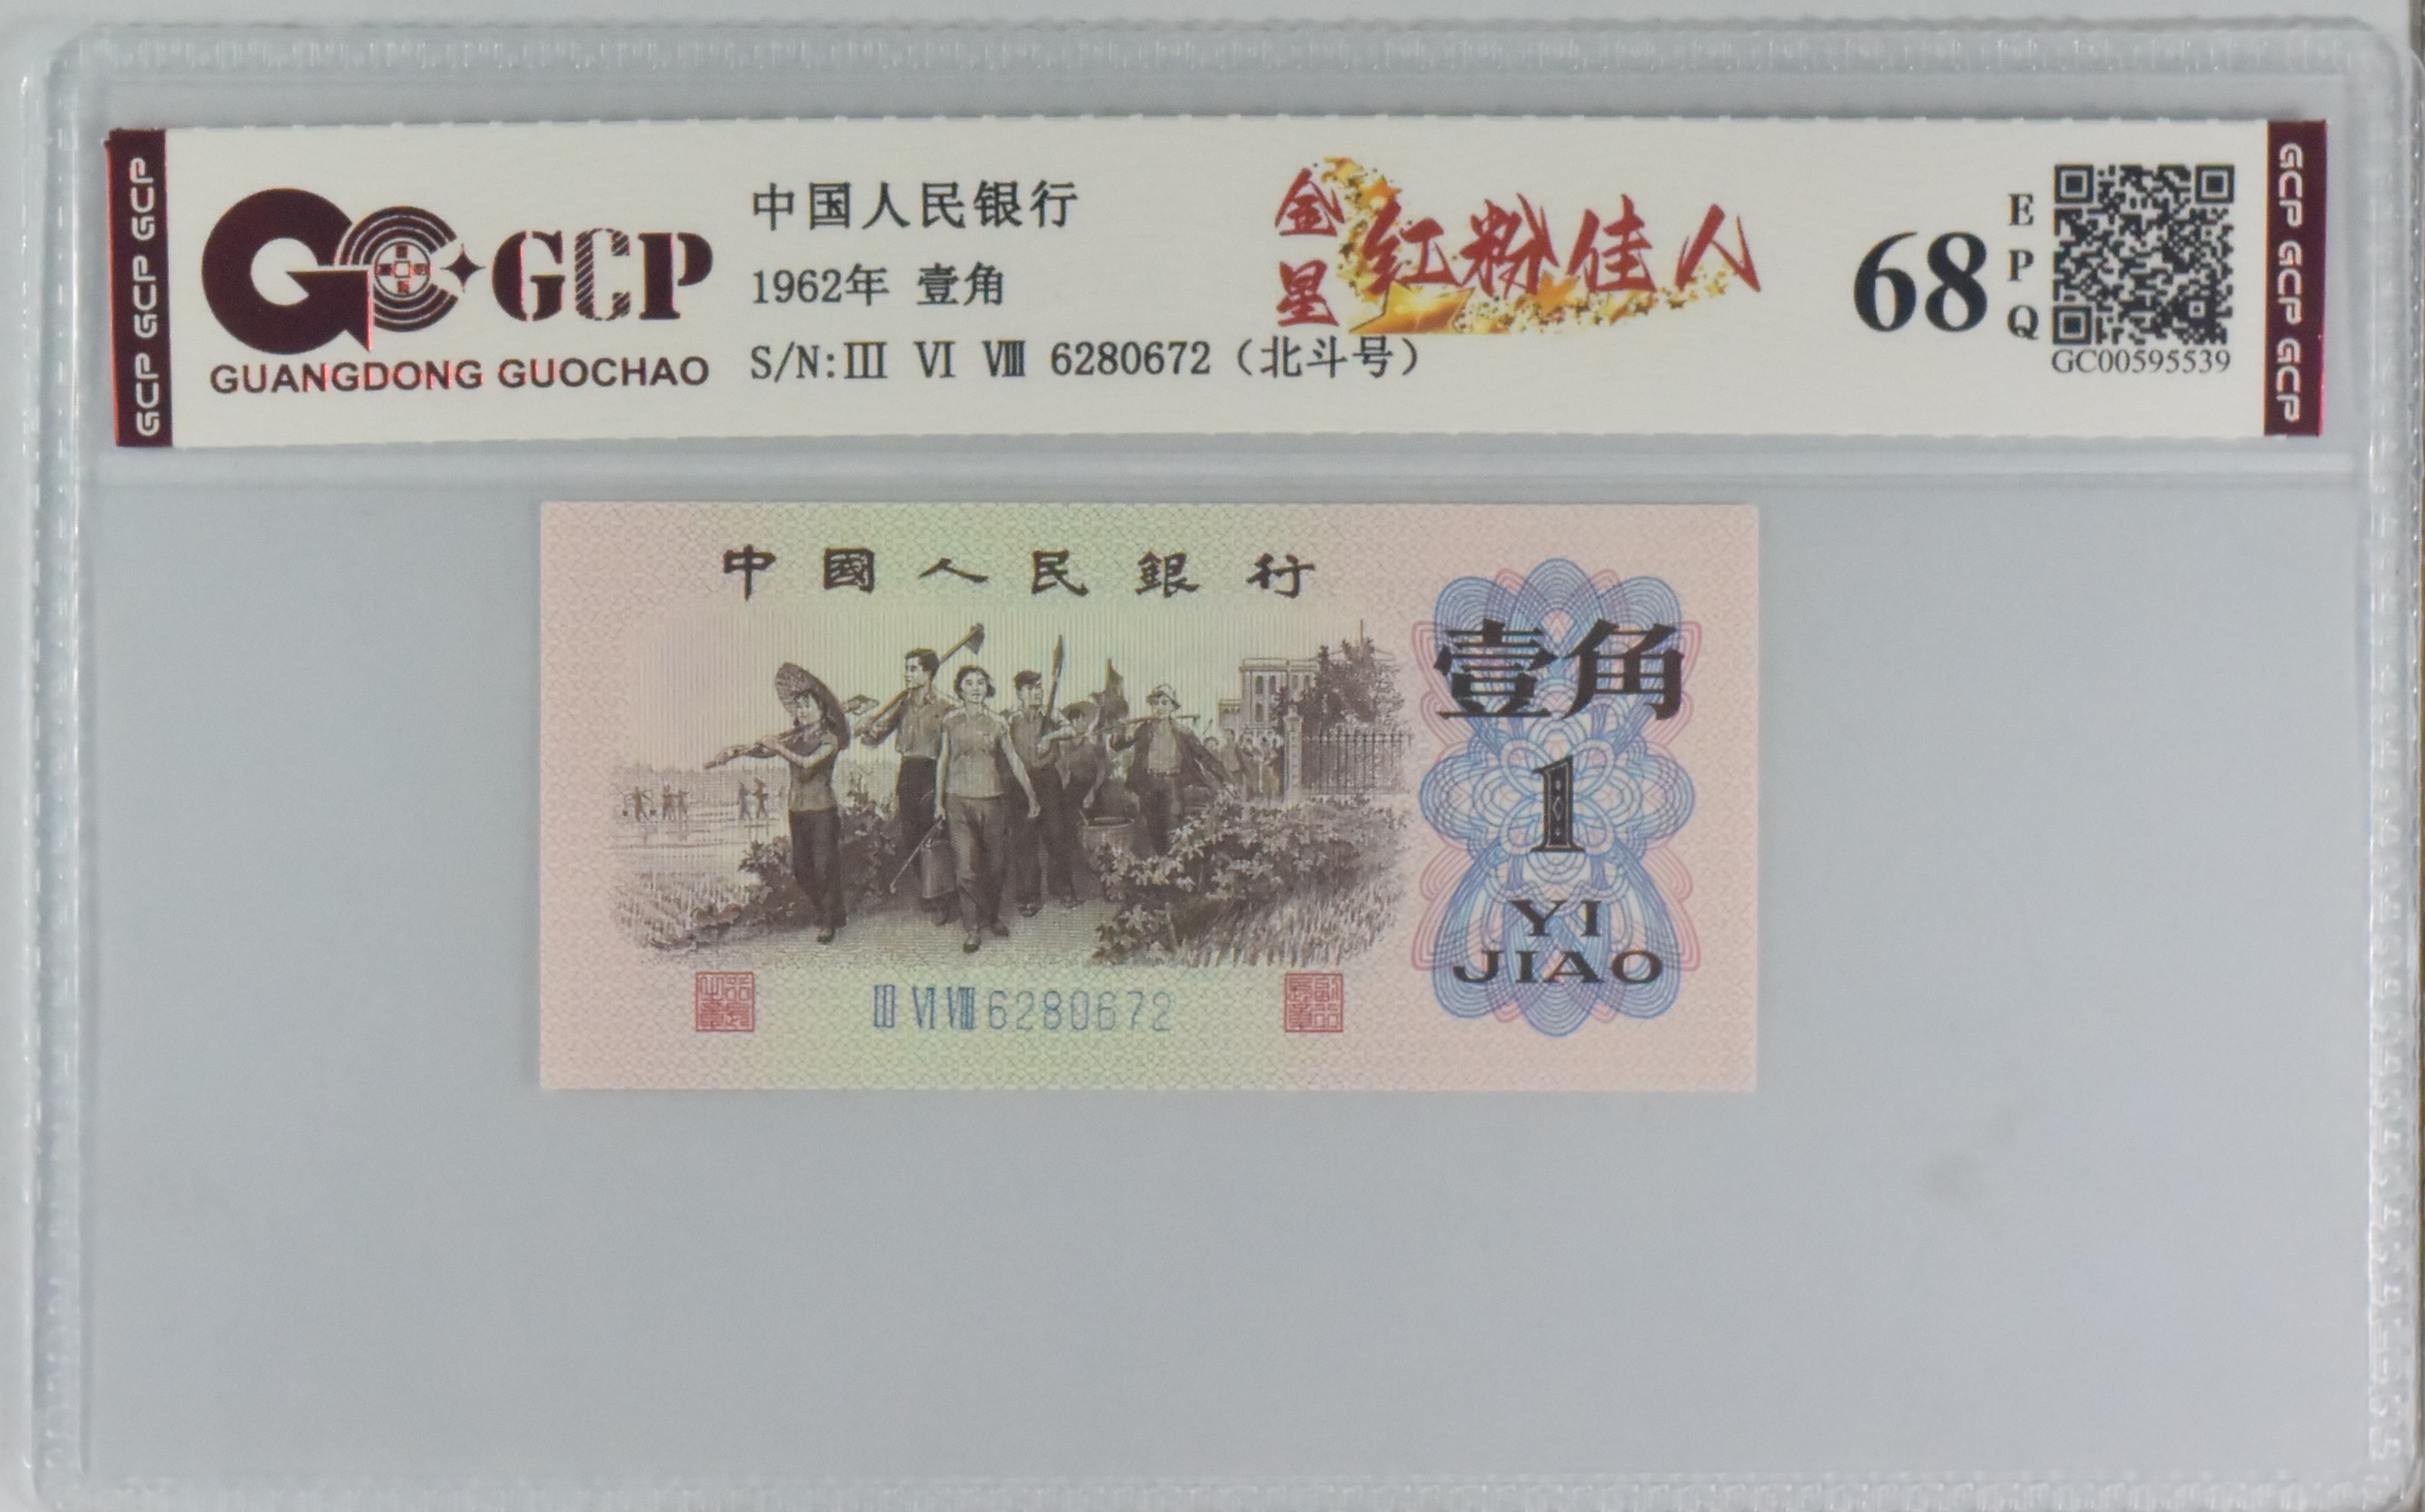 GCP GCP GCP
GCP
GUANGDONG GUOCHAO
中国人民银行
1962年 壹角
S/N:Ⅲ Ⅵ Ⅷ 6280672（北斗号）
金星
红粉佳人
68
EPQ
GC00595539
GCP GCP GCP
中國人民銀行
壹角
1
YI
JIAO
Ⅲ Ⅵ Ⅷ 6280672